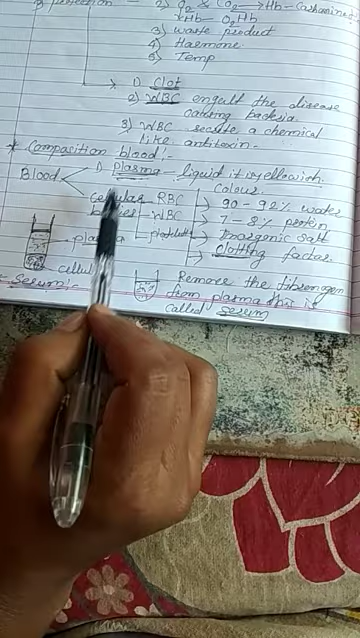 2) O2 & CO2 → Hb - Carbamino
Hb - O2Hb
3) waste product
4) Harmone
5) Temp
1) Clot
2) WBC engulf the disease
causing bacteria.
3) WBC secrete a chemical
like antitoxin.
* Composition blood :-
Blood 1) Plasma - liquid it is yellowish
Colour.
cellular RBC → 90 - 92% water
WBC → 7 - 8% protein
platelets → Inorganic salt
→ Clotting factor
plasma
Serum :- Remove the fibrinogen
from plasma this is
called serum